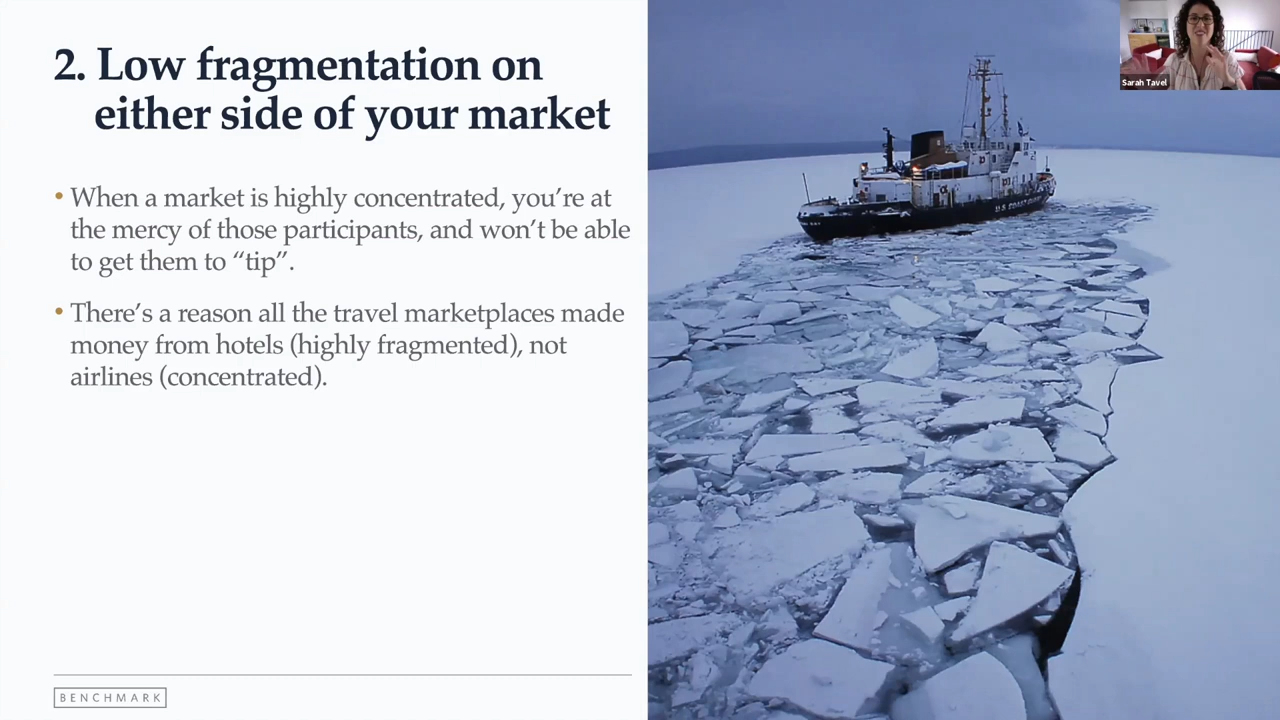 2. Low fragmentation on
either side of your market
• When a market is highly concentrated, you’re at
the mercy of those participants, and won’t be able
to get them to “tip”.
• There’s a reason all the travel marketplaces made
money from hotels (highly fragmented), not
airlines (concentrated).
BENCHMARK
Sarah Tavel